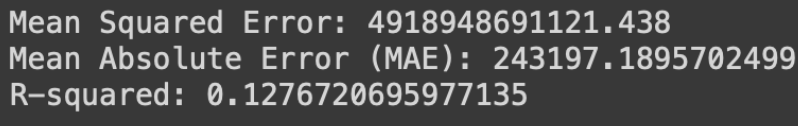 Mean Squared Error: 4918948691121.438
Mean Absolute Error (MAE): 243197.1895702499
R-squared: 0.1276720695977135